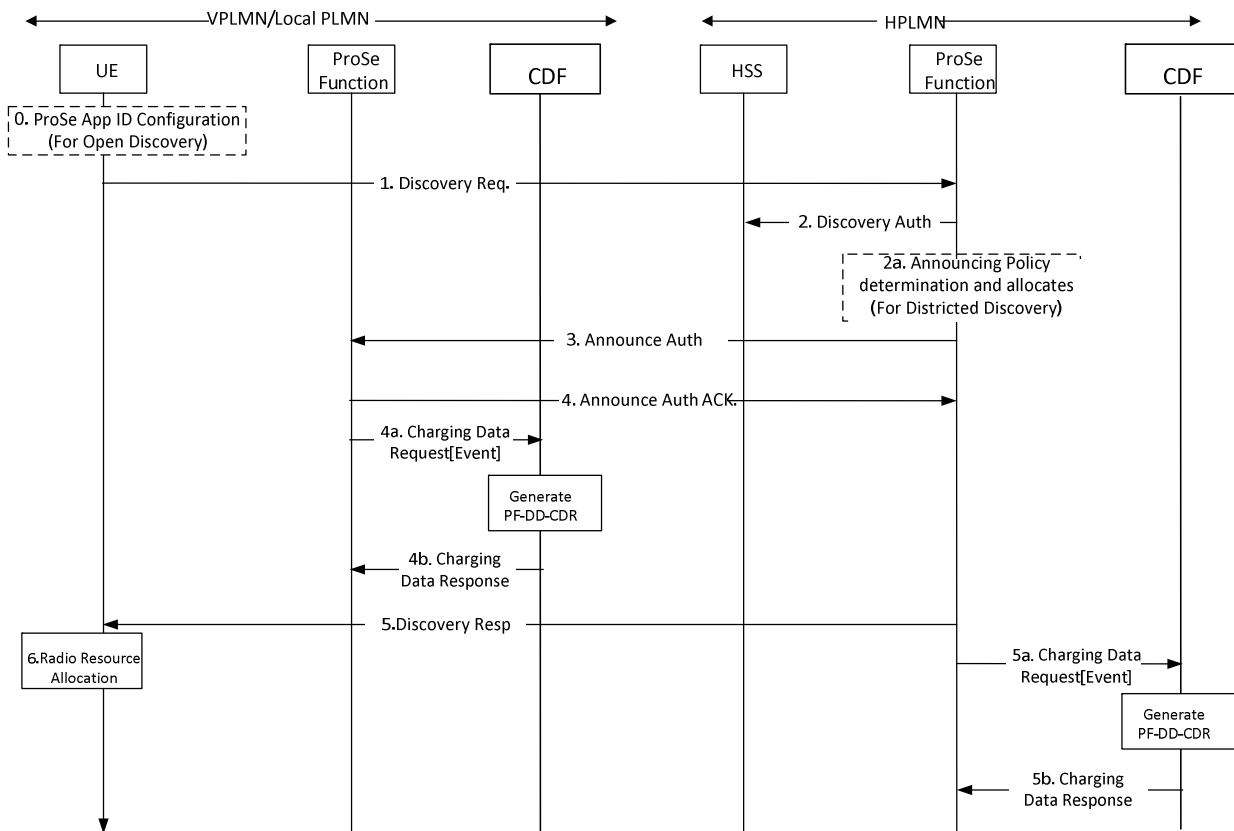 VPLMN/Local PLMN
HPLMN
UE
ProSe
Function
CDF
HSS
ProSe
Function
CDF
0. ProSe App ID Configuration
(For Open Discovery)
1. Discovery Req.
2. Discovery Auth
2a. Announcing Policy
determination and allocates
(For Districted Discovery)
3. Announce Auth
4. Announce Auth ACK.
4a. Charging Data
Request[Event]
Generate
PF-DD-CDR
4b. Charging
Data Response
5.Discovery Resp
6.Radio Resource
Allocation
5a. Charging Data
Request[Event]
Generate
PF-DD-CDR
5b. Charging
Data Response